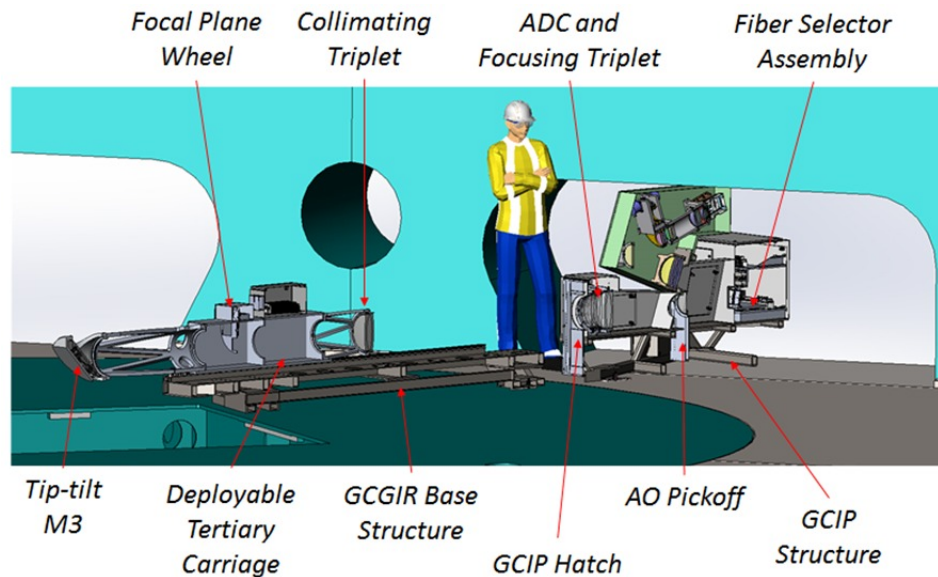 Focal Plane
Wheel
Collimating
Triplet
ADC and
Focusing Triplet
Fiber Selector
Assembly
Tip-tilt
M3
Deployable
Tertiary
Carriage
GCGIR Base
Structure
GCIP Hatch
AO Pickoff
GCIP
Structure